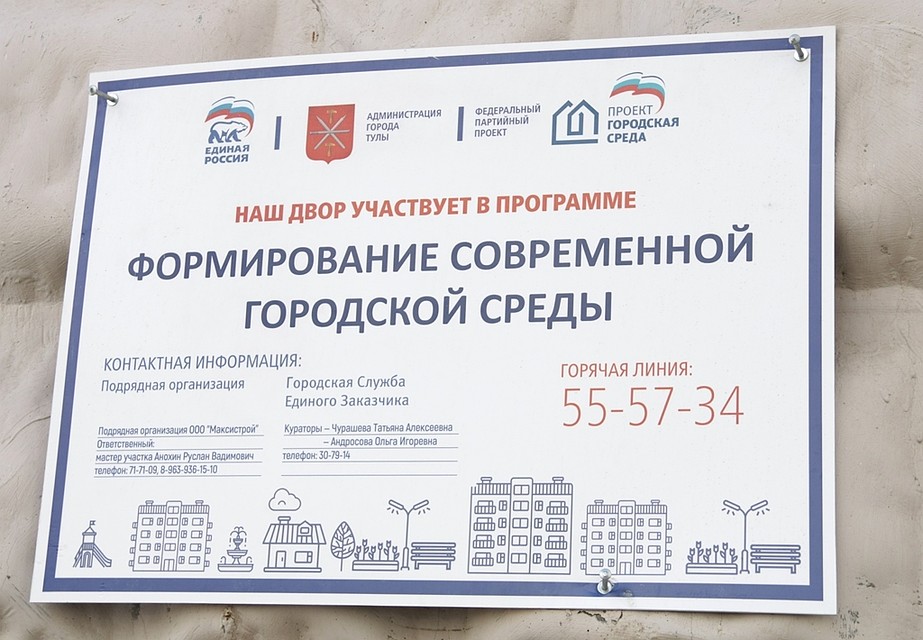 ЕДИНАЯ
РОССИЯ
АДМИНИСТРАЦИЯ
ГОРОДА
ТУЛЫ
ФЕДЕРАЛЬНЫЙ
ПАРТИЙНЫЙ
ПРОЕКТ
ПРОЕКТ
ГОРОДСКАЯ
СРЕДА
НАШ ДВОР УЧАСТВУЕТ В ПРОГРАММЕ
ФОРМИРОВАНИЕ СОВРЕМЕННОЙ
ГОРОДСКОЙ СРЕДЫ
КОНТАКТНАЯ ИНФОРМАЦИЯ:
Подрядная организация
Подрядная организация ООО "Максистрой"
Ответственный:
мастер участка Анохин Руслан Вадимович
телефон: 71-71-09, 8-963-936-15-10
Городская Служба
Единого Заказчика
Кураторы – Чурашева Татьяна Алексеевна
– Андросова Ольга Игоревна
телефон: 30-79-14
ГОРЯЧАЯ ЛИНИЯ:
55-57-34